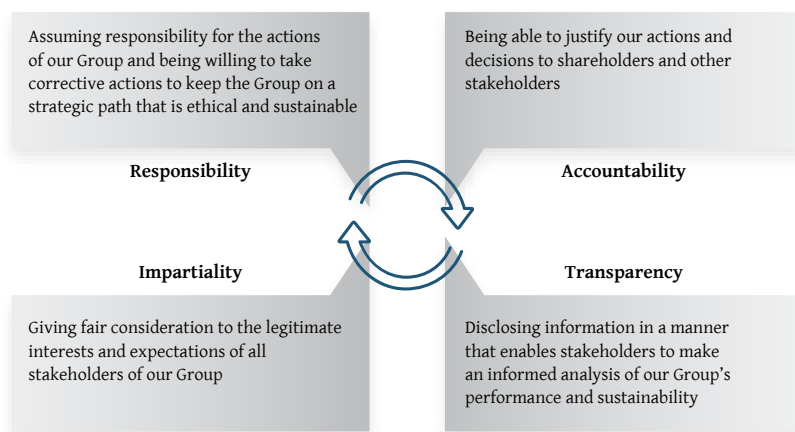 Assuming responsibility for the actions
of our Group and being willing to take
corrective actions to keep the Group on a
strategic path that is ethical and sustainable
Responsibility
Being able to justify our actions and
decisions to shareholders and other
stakeholders
Accountability
Impartiality
Giving fair consideration to the legitimate
interests and expectations of all
stakeholders of our Group
Transparency
Disclosing information in a manner
that enables stakeholders to make
an informed analysis of our Group’s
performance and sustainability